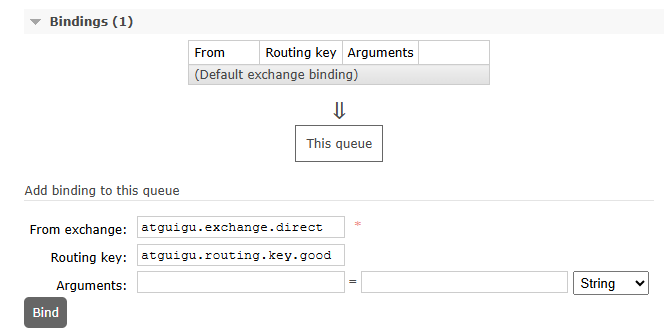 Bindings (1)
From Routing key Arguments
(Default exchange binding)
⇓
This queue
Add binding to this queue
From exchange: atguigu.exchange.direct *
Routing key: atguigu.routing.key.good
Arguments: = String
Bind